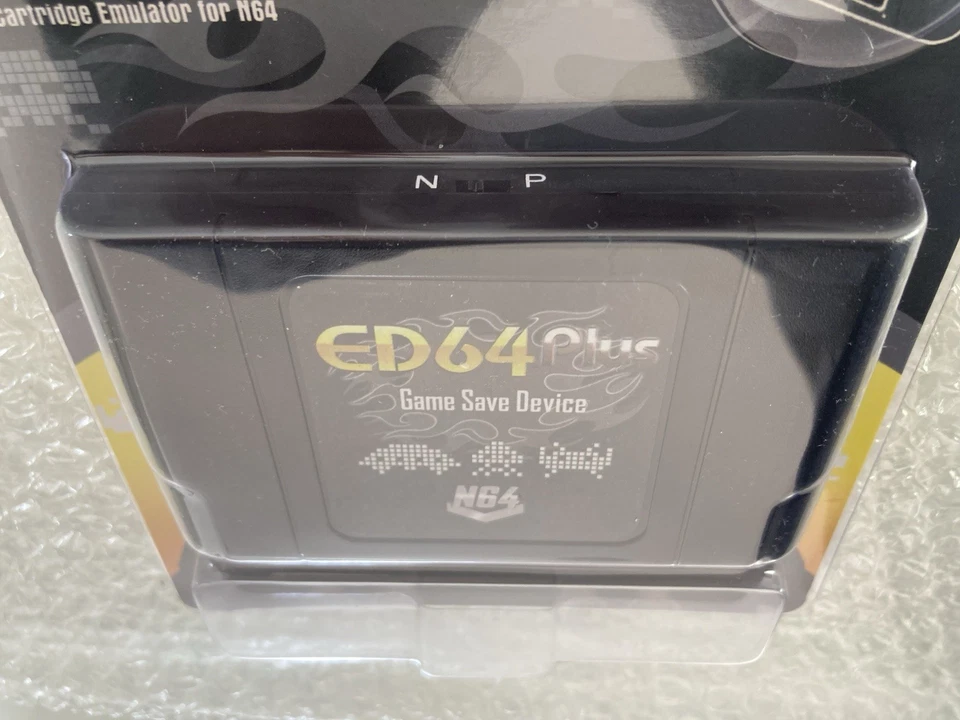 cartridge Emulator for N64
N P
ED64 Plus
Game Save Device
N64